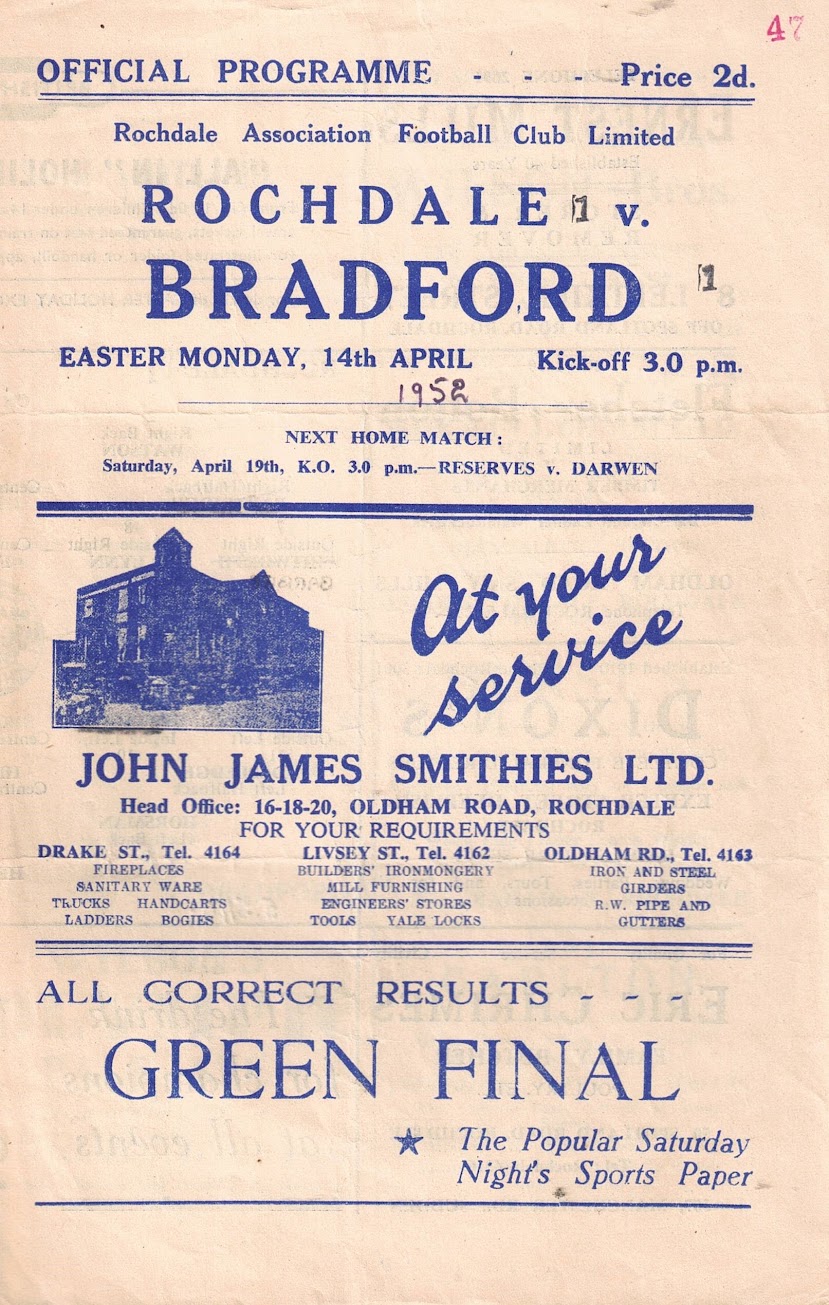 47
OFFICIAL PROGRAMME - - Price 2d.
Rochdale Association Football Club Limited
ROCHDALE 1 v.
BRADFORD 1
EASTER MONDAY, 14th APRIL Kick-off 3.0 p.m.
1952
NEXT HOME MATCH :
Saturday, April 19th, K.O. 3.0 p.m.—RESERVES v. DARWEN
At your
service
JOHN JAMES SMITHIES LTD.
Head Office: 16-18-20, OLDHAM ROAD, ROCHDALE
FOR YOUR REQUIREMENTS
DRAKE ST., Tel. 4164 LIVSEY ST., Tel. 4162 OLDHAM RD., Tel. 4163
FIREPLACES BUILDERS' IRONMONGERY IRON AND STEEL
SANITARY WARE MILL FURNISHING GIRDERS
TRUCKS HANDCARTS ENGINEERS' STORES R.W. PIPE AND
LADDERS BOGIES TOOLS YALE LOCKS GUTTERS
ALL CORRECT RESULTS - - -
GREEN FINAL
★ The Popular Saturday
Night's Sports Paper